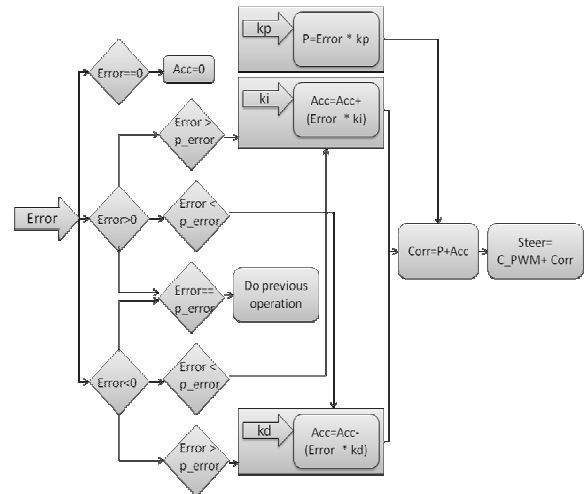 kp
P=Error * kp
Error==0
Acc=0
ki
Acc=Acc+
(Error * ki)
Error >
p_error
Error
Error>0
Error <
p_error
Corr=P+Acc
Steer=
C_PWM+ Corr
Error==
p_error
Do previous
operation
Error<0
Error <
p_error
kd
Acc=Acc-
(Error * kd)
Error >
p_error